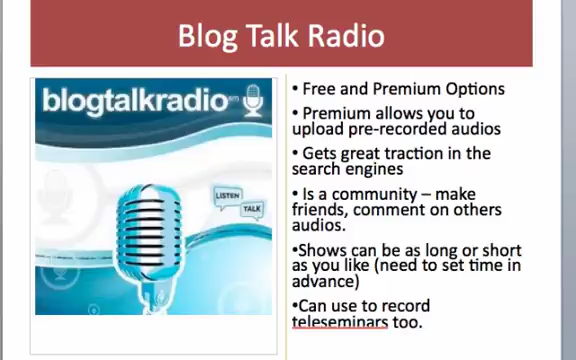 Blog Talk Radio
blogtalkradio
LISTEN
TALK
• Free and Premium Options
• Premium allows you to
upload pre-recorded audios
• Gets great traction in the
search engines
• Is a community – make
friends, comment on others
audios.
•Shows can be as long or short
as you like (need to set time in
advance)
•Can use to record
teleseminars too.